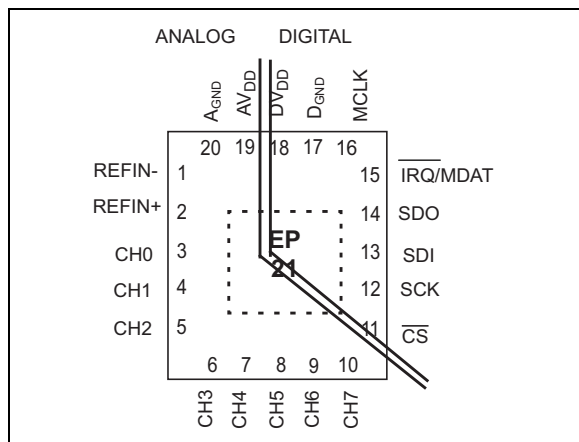 ANALOG DIGITAL
AGND AVDD DVDD DGND MCLK
20 19 18 17 16
REFIN- 1 15 IRQ/MDAT
REFIN+ 2 14 SDO
EP
CH0 3 13 SDI
21
CH1 4 12 SCK
CH2 5 11 CS
6 7 8 9 10
CH3 CH4 CH5 CH6 CH7